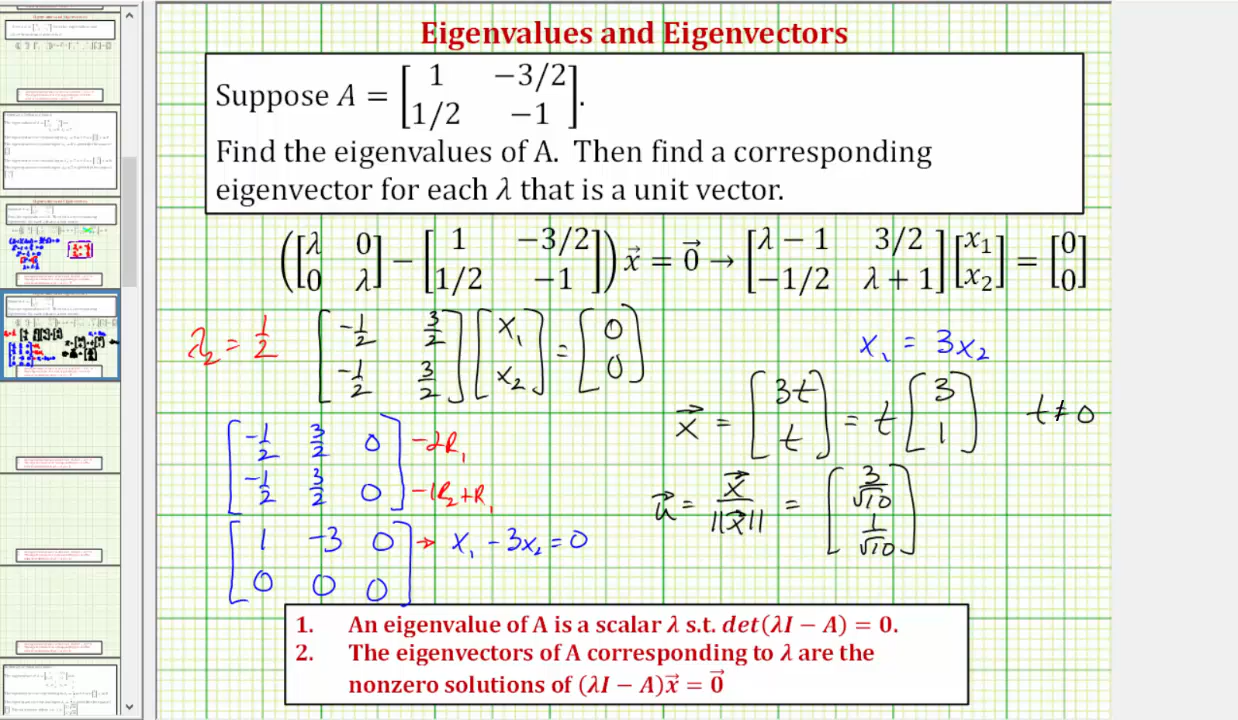 Eigenvalues and Eigenvectors
Suppose A = [1 −3/2; 1/2 −1].
Find the eigenvalues of A. Then find a corresponding
eigenvector for each λ that is a unit vector.
([λ 0; 0 λ] − [1 −3/2; 1/2 −1]) x⃗ = 0⃗ → [λ − 1 3/2; −1/2 λ + 1] [x₁; x₂] = [0; 0]
λ₂ = 1/2 [−1/2 3/2; −1/2 3/2] [x₁; x₂] = [0; 0]
x₁ = 3x₂
x⃗ = [3t; t] = t [3; 1] t ≠ 0
[−1/2 3/2 0; −1/2 3/2 0] −2R₁ −1R₂+R₁
u⃗ = x⃗/||x⃗|| = [3/√10; 1/√10]
[1 −3 0; 0 0 0] → x₁ − 3x₂ = 0
1. An eigenvalue of A is a scalar λ s.t. det(λI − A) = 0.
2. The eigenvectors of A corresponding to λ are the
nonzero solutions of (λI − A)x⃗ = 0⃗